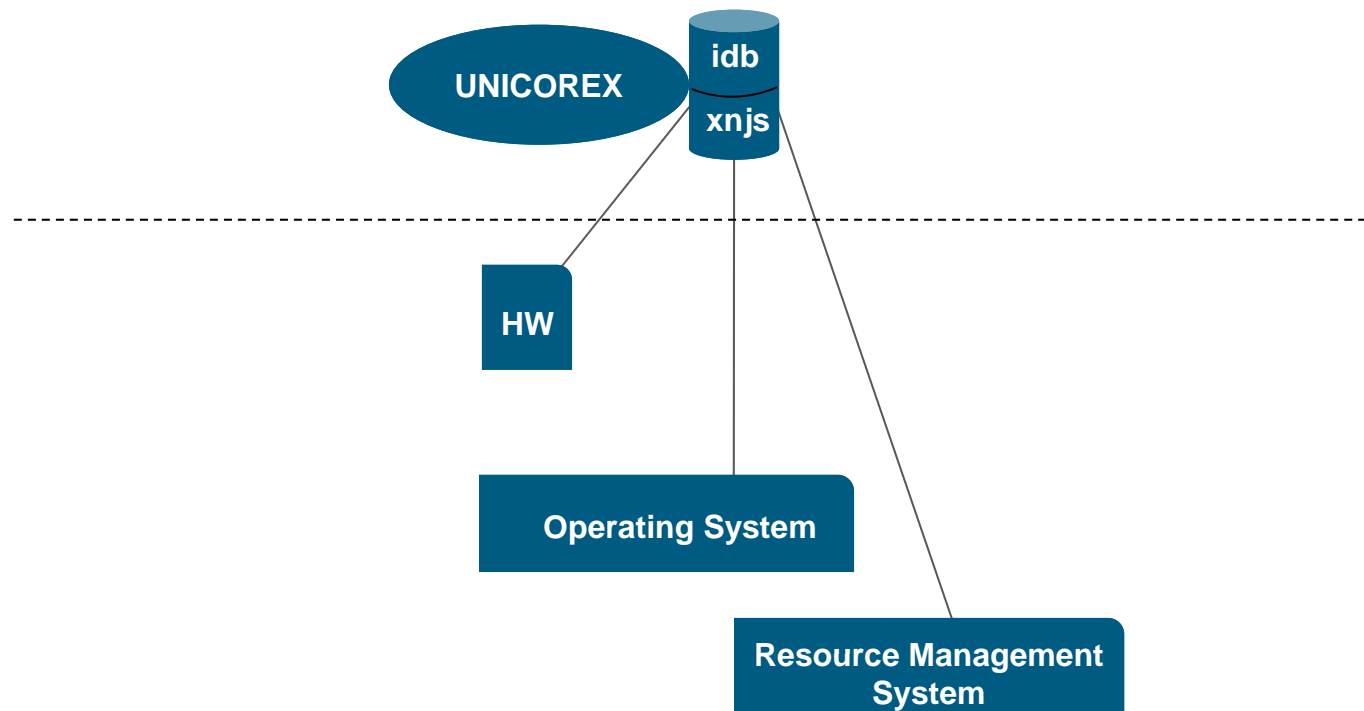 idb
UNICOREX
xnjs
HW
Operating System
Resource Management
System